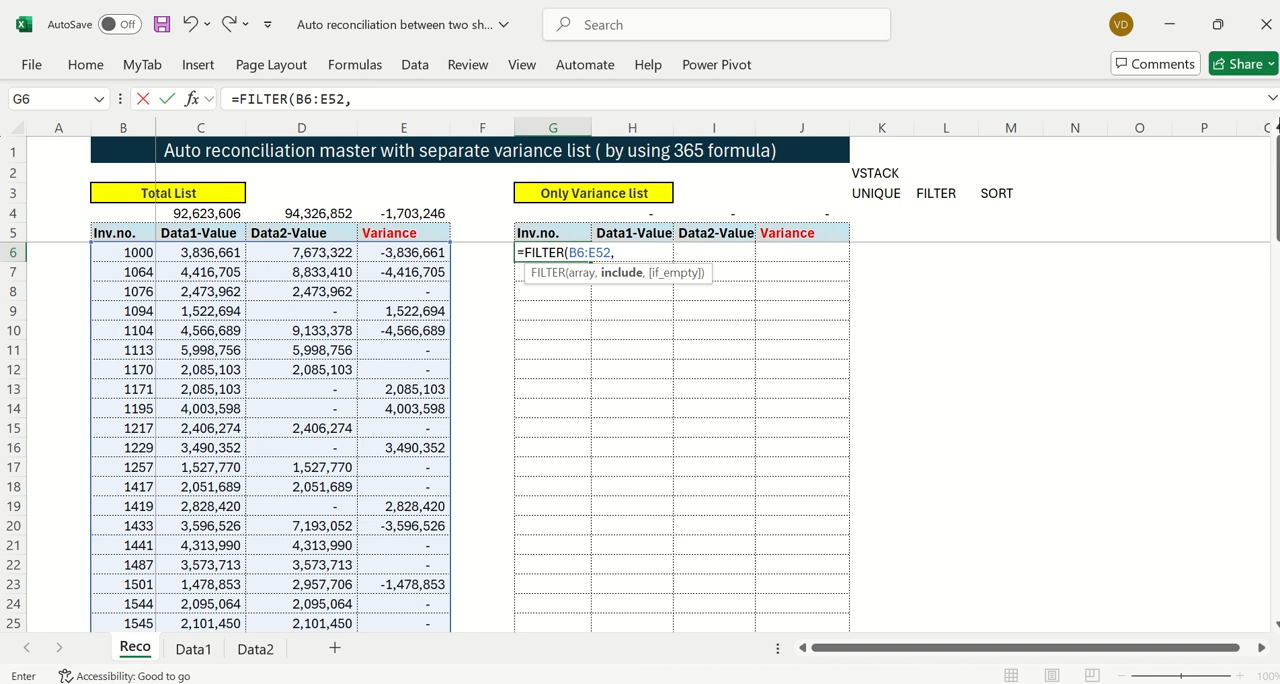 AutoSave Off Auto reconciliation between two sh... Search VD
File Home MyTab Insert Page Layout Formulas Data Review View Automate Help Power Pivot Comments Share
G6 fx =FILTER(B6:E52,
A B C D E F G H I J K L M N O P
1 Auto reconciliation master with separate variance list ( by using 365 formula)
2 VSTACK
3 Total List Only Variance list UNIQUE FILTER SORT
4 92,623,606 94,326,852 -1,703,246 - - -
5 Inv.no. Data1-Value Data2-Value Variance Inv.no. Data1-Value Data2-Value Variance
6 1000 3,836,661 7,673,322 -3,836,661 =FILTER(B6:E52,
7 1064 4,416,705 8,833,410 -4,416,705 FILTER(array, include, [if_empty])
8 1076 2,473,962 2,473,962 -
9 1094 1,522,694 - 1,522,694
10 1104 4,566,689 9,133,378 -4,566,689
11 1113 5,998,756 5,998,756 -
12 1170 2,085,103 2,085,103 -
13 1171 2,085,103 - 2,085,103
14 1195 4,003,598 - 4,003,598
15 1217 2,406,274 2,406,274 -
16 1229 3,490,352 - 3,490,352
17 1257 1,527,770 1,527,770 -
18 1417 2,051,689 2,051,689 -
19 1419 2,828,420 - 2,828,420
20 1433 3,596,526 7,193,052 -3,596,526
21 1441 4,313,990 4,313,990 -
22 1487 3,573,713 3,573,713 -
23 1501 1,478,853 2,957,706 -1,478,853
24 1544 2,095,064 2,095,064 -
25 1545 2,101,450 2,101,450 -
Reco Data1 Data2
Enter Accessibility: Good to go 100%